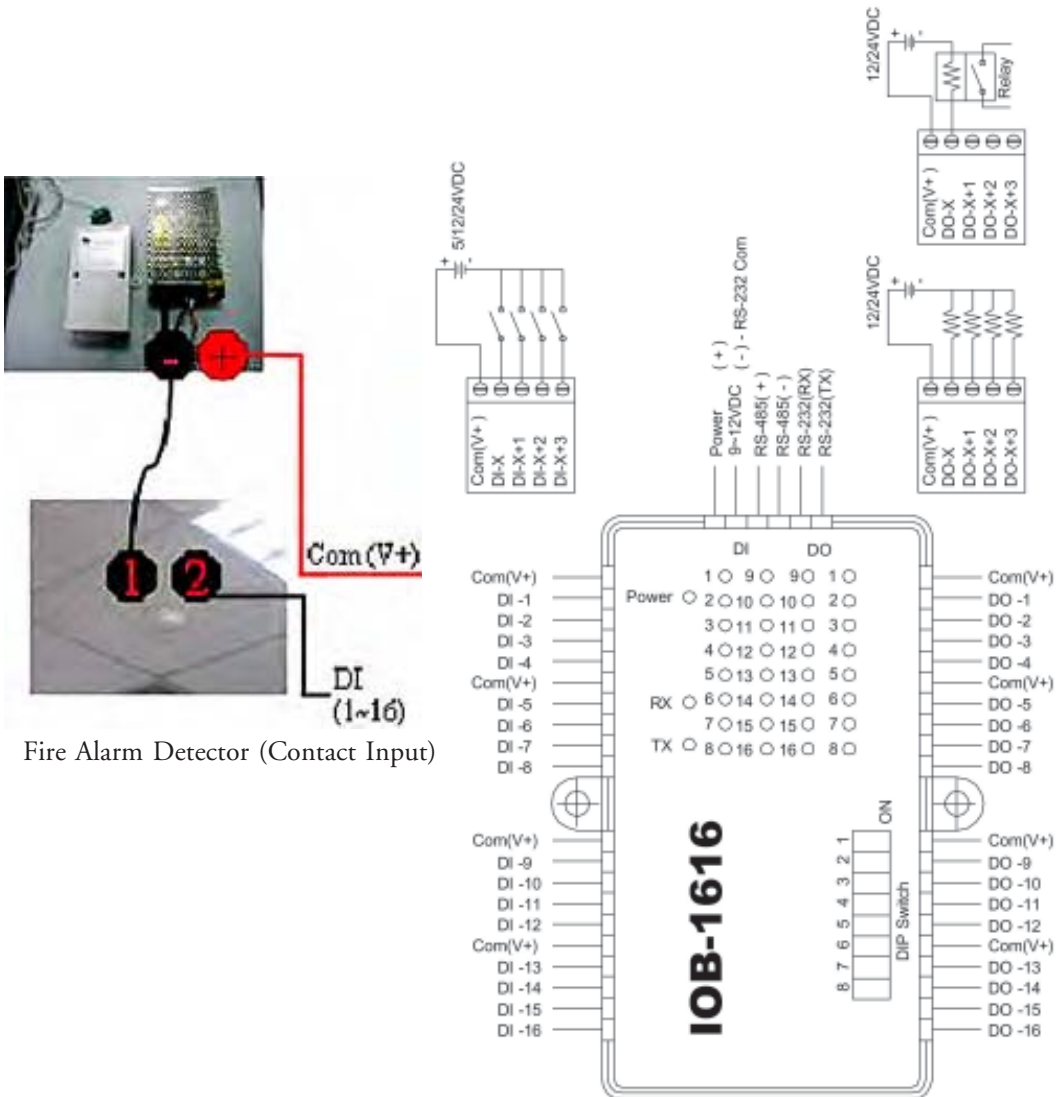 12/24VDC
+ -
Relay
Com(V+)
DO-X
DO-X+1
DO-X+2
DO-X+3
5/12/24VDC
+ -
Com(V+)
DI-X
DI-X+1
DI-X+2
DI-X+3
12/24VDC
+ -
Com(V+)
DO-X
DO-X+1
DO-X+2
DO-X+3
- +
1 2
Com(V+)
DI
(1~16)
Fire Alarm Detector (Contact Input)
Power (+)
9~12VDC (-) - RS-232 Com
RS-485(+)
RS-485(-)
RS-232(RX)
RS-232(TX)
DI DO
1 9 9 1
Power 2 10 10 2
3 11 11 3
4 12 12 4
5 13 13 5
RX 6 14 14 6
7 15 15 7
TX 8 16 16 8
Com(V+)
DI -1
DI -2
DI -3
DI -4
Com(V+)
DI -5
DI -6
DI -7
DI -8
Com(V+)
DI -9
DI -10
DI -11
DI -12
Com(V+)
DI -13
DI -14
DI -15
DI -16
IOB-1616
ON
1 2 3 4 5 6 7 8
DIP Switch
Com(V+)
DO -1
DO -2
DO -3
DO -4
Com(V+)
DO -5
DO -6
DO -7
DO -8
Com(V+)
DO -9
DO -10
DO -11
DO -12
Com(V+)
DO -13
DO -14
DO -15
DO -16